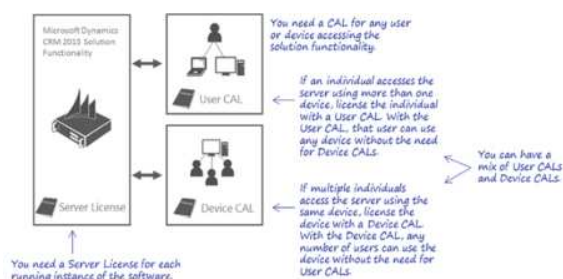 Microsoft Dynamics
CRM 2013 Solution
Functionality
Server License
User CAL
Device CAL
You need a CAL for any user
or device accessing the
solution functionality.
If an individual accesses the
server using more than one
device, license the individual
with a User CAL. With the
User CAL, that user can use
any device without the need
for Device CALs.
You can have a
mix of User CALs
and Device CALs.
If multiple individuals
access the server using the
same device, license the
device with a Device CAL.
With the Device CAL, any
number of users can use the
device without the need for
User CALs.
You need a Server License for each
running instance of the software.